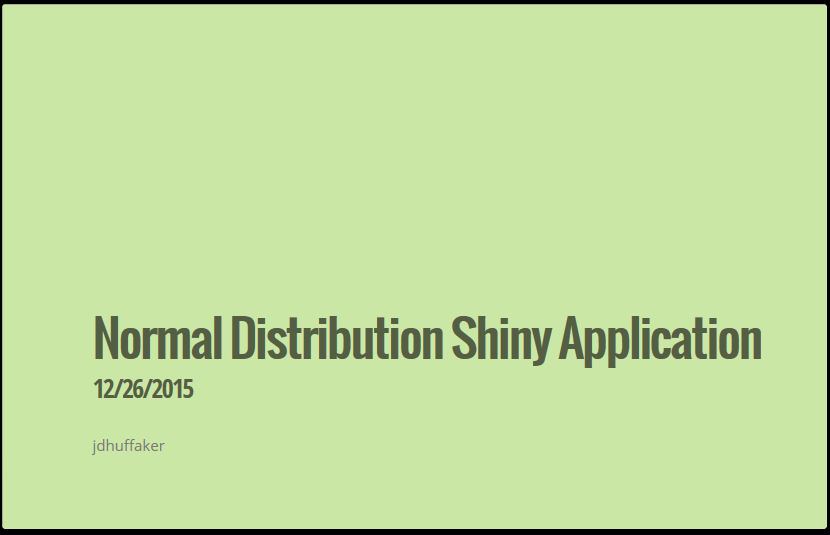 Normal Distribution Shiny Application
12/26/2015
jdhuffaker